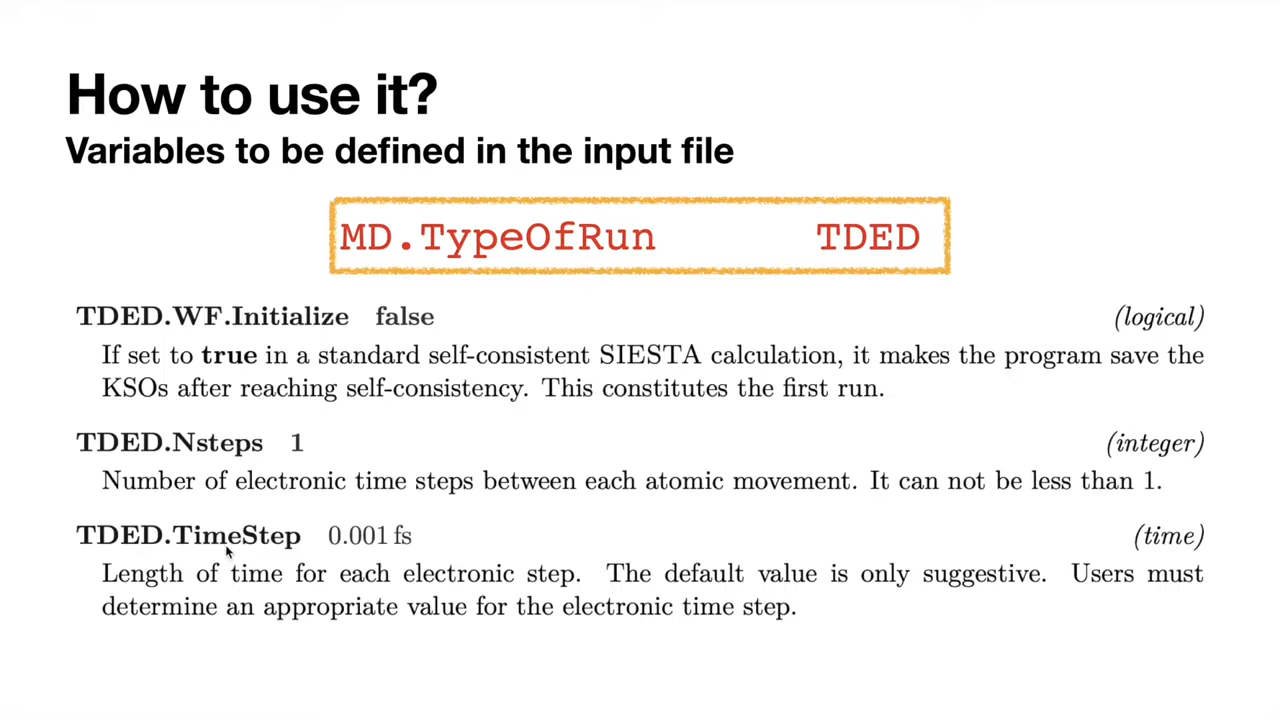 How to use it?
Variables to be defined in the input file
MD.TypeOfRun TDED
TDED.WF.Initialize false (logical)
If set to true in a standard self-consistent SIESTA calculation, it makes the program save the
KSOs after reaching self-consistency. This constitutes the first run.
TDED.Nsteps 1 (integer)
Number of electronic time steps between each atomic movement. It can not be less than 1.
TDED.TimeStep 0.001 fs (time)
Length of time for each electronic step. The default value is only suggestive. Users must
determine an appropriate value for the electronic time step.